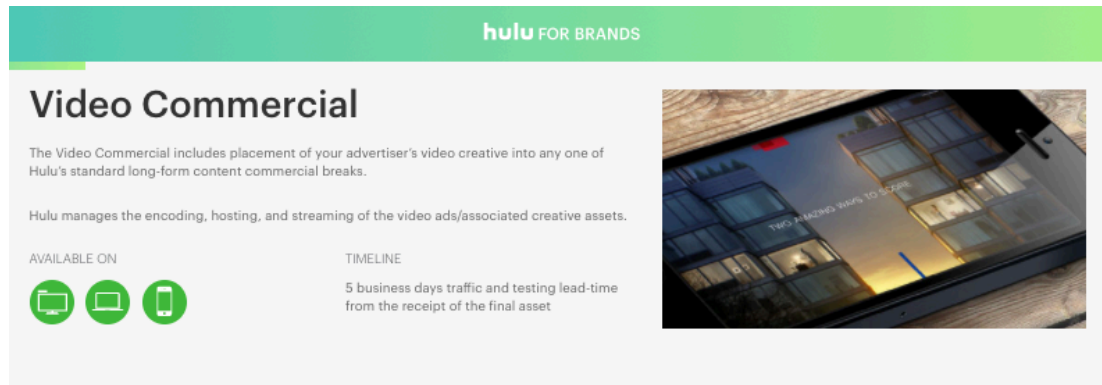 hulu FOR BRANDS
Video Commercial
The Video Commercial includes placement of your advertiser's video creative into any one of
Hulu's standard long-form content commercial breaks.
Hulu manages the encoding, hosting, and streaming of the video ads/associated creative assets.
AVAILABLE ON
TIMELINE
5 business days traffic and testing lead-time
from the receipt of the final asset
TWO AMAZING WAYS TO SCORE